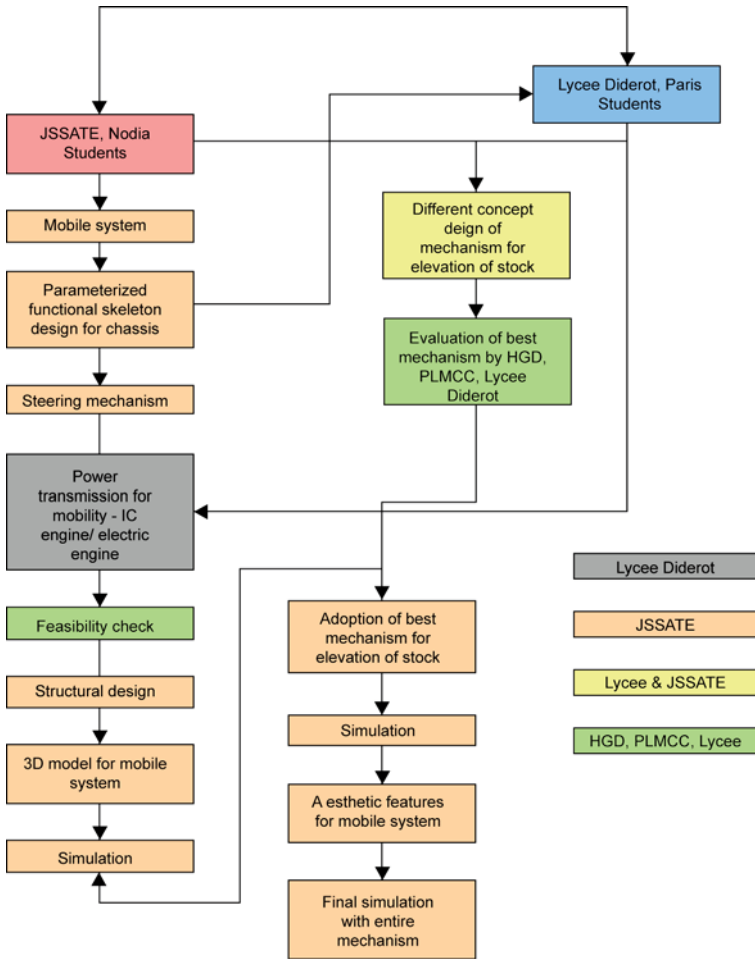 Lycee Diderot, Paris
Students
JSSATE, Nodia
Students
Mobile system
Parameterized
functional skeleton
design for chassis
Steering mechanism
Power
transmission for
mobility - IC
engine/ electric
engine
Feasibility check
Structural design
3D model for mobile
system
Simulation
Different concept
deign of
mechanism for
elevation of stock
Evaluation of best
mechanism by HGD,
PLMCC, Lycee
Diderot
Adoption of best
mechanism for
elevation of stock
Simulation
A esthetic features
for mobile system
Final simulation
with entire
mechanism
Lycee Diderot
JSSATE
Lycee & JSSATE
HGD, PLMCC, Lycee